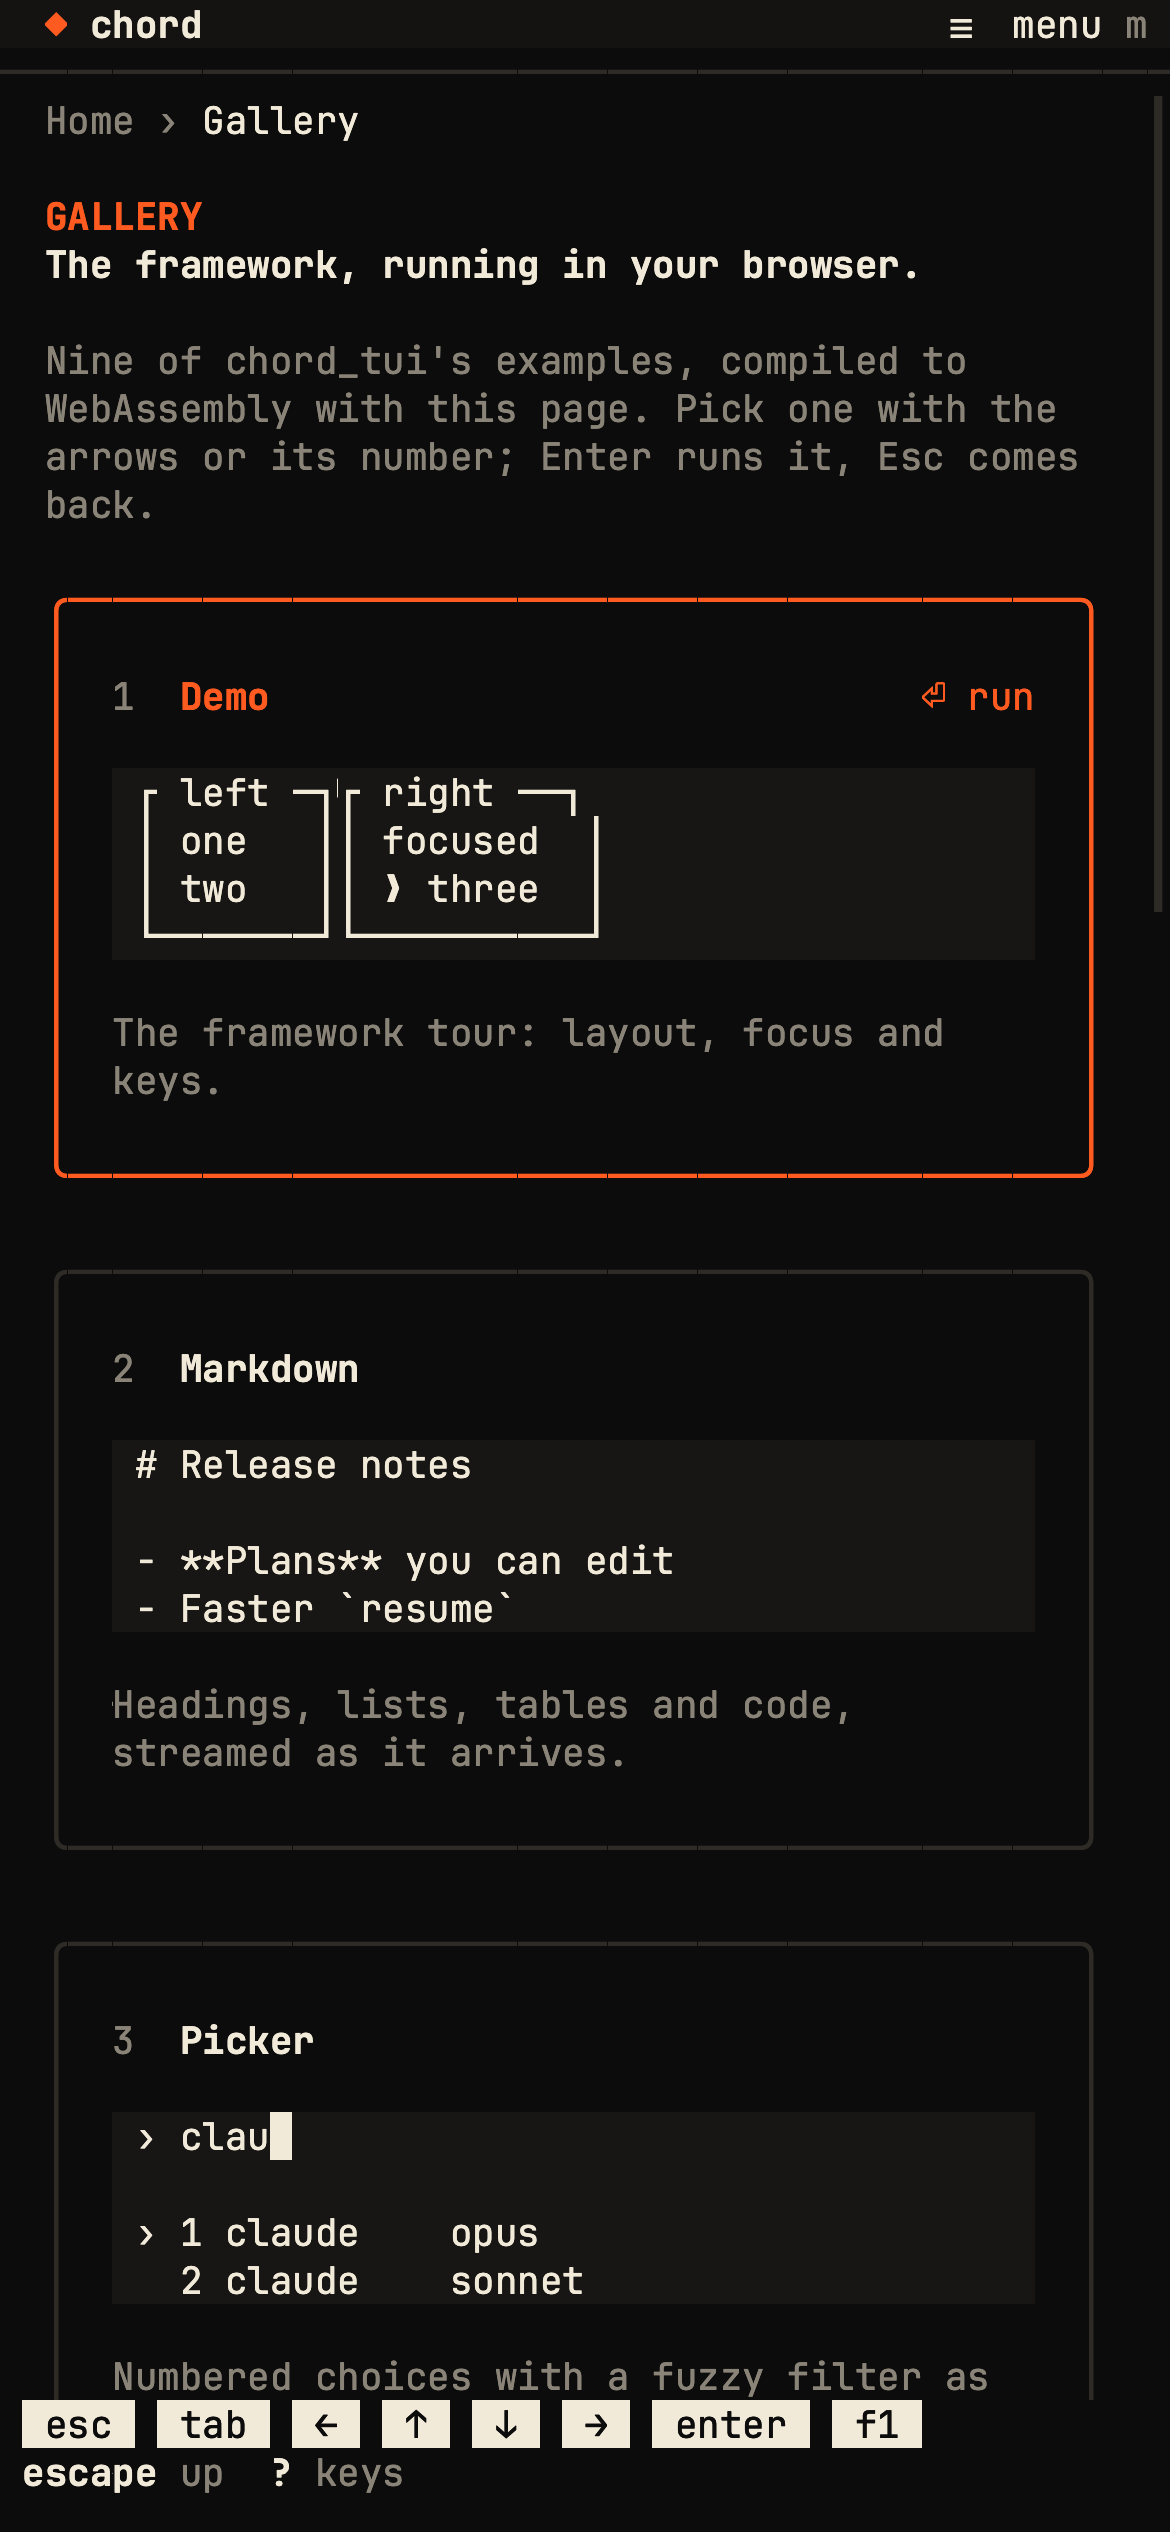 ◆ chord ≡ menu m
Home › Gallery
GALLERY
The framework, running in your browser.
Nine of chord_tui's examples, compiled to
WebAssembly with this page. Pick one with the
arrows or its number; Enter runs it, Esc comes
back.
1 Demo ⏎ run
left right
one focused
two ❱ three
The framework tour: layout, focus and
keys.
2 Markdown
# Release notes
- **Plans** you can edit
- Faster `resume`
Headings, lists, tables and code,
streamed as it arrives.
3 Picker
› clau
› 1 claude opus
2 claude sonnet
Numbered choices with a fuzzy filter as
esc tab ← ↑ ↓ → enter f1
escape up ? keys